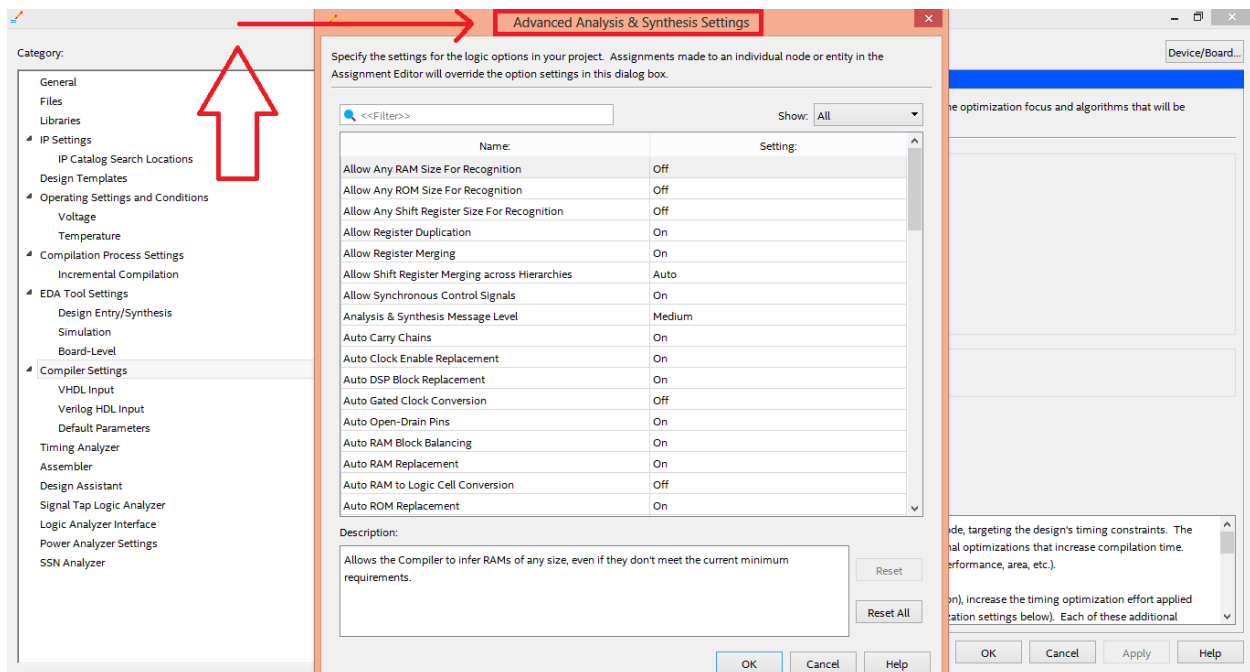 Advanced Analysis & Synthesis Settings
Category:
Device/Board...
General
Files
Libraries
IP Settings
IP Catalog Search Locations
Design Templates
Operating Settings and Conditions
Voltage
Temperature
Compilation Process Settings
Incremental Compilation
EDA Tool Settings
Design Entry/Synthesis
Simulation
Board-Level
Compiler Settings
VHDL Input
Verilog HDL Input
Default Parameters
Timing Analyzer
Assembler
Design Assistant
Signal Tap Logic Analyzer
Logic Analyzer Interface
Power Analyzer Settings
SSN Analyzer
Specify the settings for the logic options in your project. Assignments made to an individual node or entity in the
Assignment Editor will override the option settings in this dialog box.
<<Filter>>
Show: All
Name: Setting:
Allow Any RAM Size For Recognition Off
Allow Any ROM Size For Recognition Off
Allow Any Shift Register Size For Recognition Off
Allow Register Duplication On
Allow Register Merging On
Allow Shift Register Merging across Hierarchies Auto
Allow Synchronous Control Signals On
Analysis & Synthesis Message Level Medium
Auto Carry Chains On
Auto Clock Enable Replacement On
Auto DSP Block Replacement On
Auto Gated Clock Conversion Off
Auto Open-Drain Pins On
Auto RAM Block Balancing On
Auto RAM Replacement On
Auto RAM to Logic Cell Conversion Off
Auto ROM Replacement On
Description:
Allows the Compiler to infer RAMs of any size, even if they don't meet the current minimum
requirements.
Reset
Reset All
OK Cancel Help
optimization focus and algorithms that will be
targeting the design's timing constraints. The
optimizations that increase compilation time.
area, etc.).
increase the timing optimization effort applied
settings below). Each of these additional
OK Cancel Apply Help